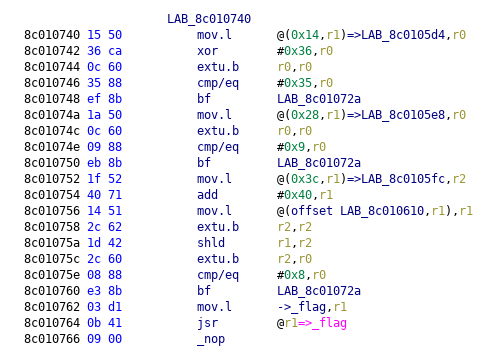 LAB_8c010740
8c010740 15 50 mov.l @(0x14,r1)=>LAB_8c0105d4,r0
8c010742 36 ca xor #0x36,r0
8c010744 0c 60 extu.b r0,r0
8c010746 35 88 cmp/eq #0x35,r0
8c010748 ef 8b bf LAB_8c01072a
8c01074a 1a 50 mov.l @(0x28,r1)=>LAB_8c0105e8,r0
8c01074c 0c 60 extu.b r0,r0
8c01074e 09 88 cmp/eq #0x9,r0
8c010750 eb 8b bf LAB_8c01072a
8c010752 1f 52 mov.l @(0x3c,r1)=>LAB_8c0105fc,r2
8c010754 40 71 add #0x40,r1
8c010756 14 51 mov.l @(offset LAB_8c010610,r1),r1
8c010758 2c 62 extu.b r2,r2
8c01075a 1d 42 shld r1,r2
8c01075c 2c 60 extu.b r2,r0
8c01075e 08 88 cmp/eq #0x8,r0
8c010760 e3 8b bf LAB_8c01072a
8c010762 03 d1 mov.l ->_flag,r1
8c010764 0b 41 jsr @r1=>_flag
8c010766 09 00 _nop